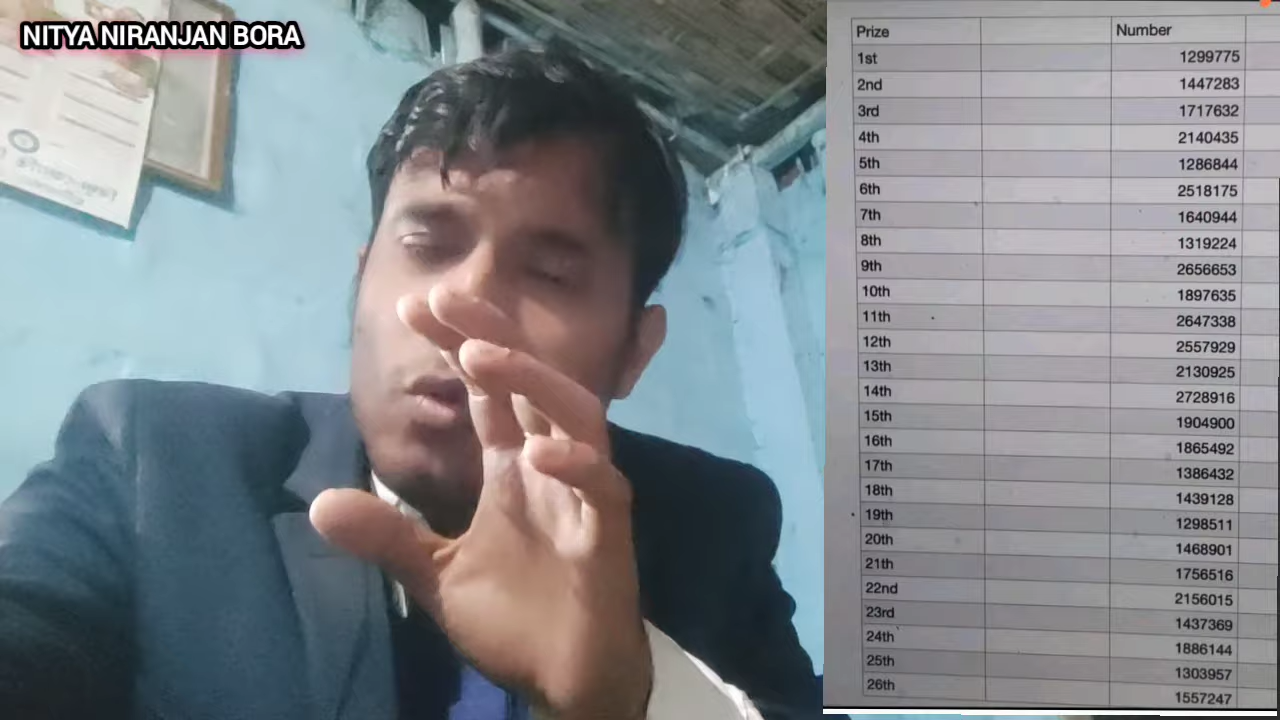 NITYA NIRANJAN BORA
Prize Number
1st 1299775
2nd 1447283
3rd 1717632
4th 2140435
5th 1286844
6th 2518175
7th 1640944
8th 1319224
9th 2656653
10th 1897635
11th 2647338
12th 2557929
13th 2130925
14th 2728916
15th 1904900
16th 1865492
17th 1386432
18th 1439128
19th 1298511
20th 1468901
21th 1756516
22nd 2156015
23rd 1437369
24th 1886144
25th 1303957
26th 1557247